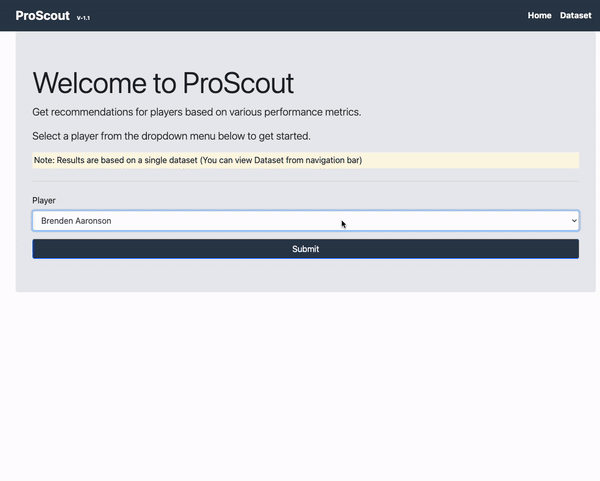 ProScout V-1.1 Home Dataset
Welcome to ProScout
Get recommendations for players based on various performance metrics.
Select a player from the dropdown menu below to get started.
Note: Results are based on a single dataset (You can view Dataset from navigation bar)
Player
Brenden Aaronson
Submit